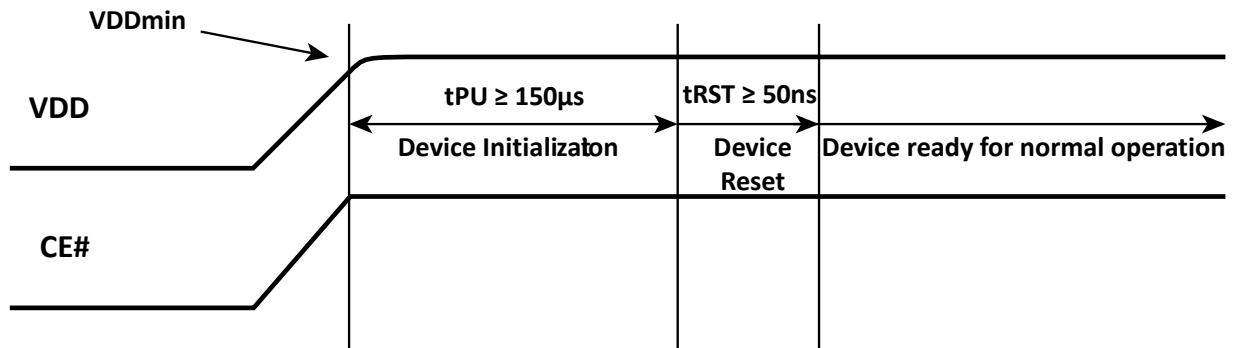 VDDmin
VDD
tPU ≥ 150µs
tRST ≥ 50ns
Device Initializaton
Device
Reset
Device ready for normal operation
CE#